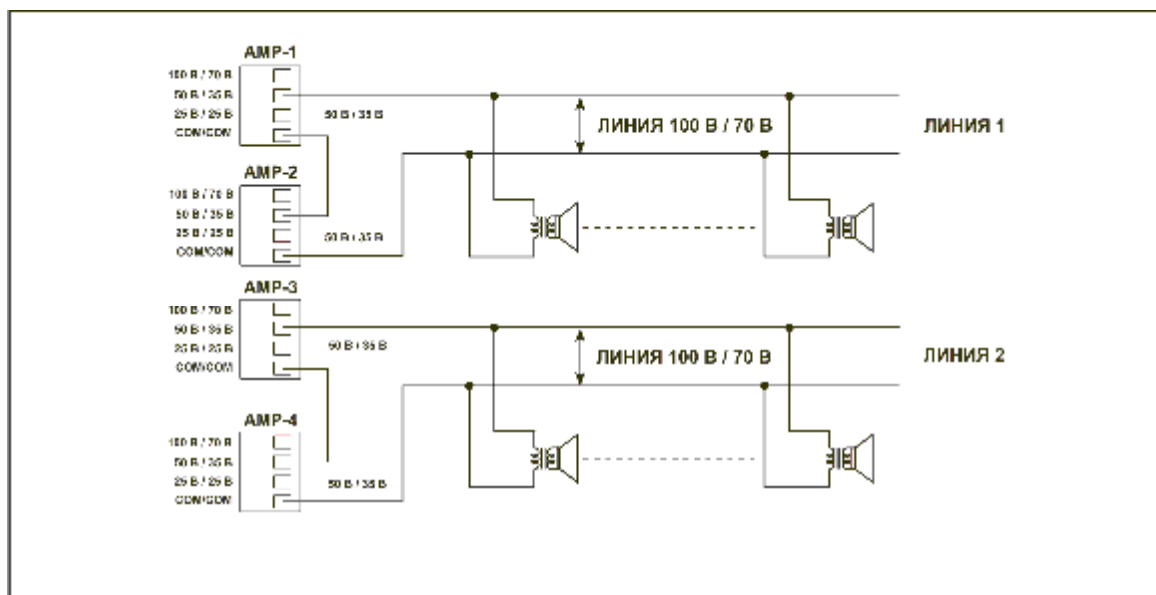 AMP-1
100 В / 70 В
50 В / 35 В
25 В / 25 В
COM/COM
50 В / 35 В
ЛИНИЯ 100 В / 70 В
ЛИНИЯ 1
AMP-2
100 В / 70 В
50 В / 35 В
25 В / 25 В
COM/COM
50 В / 35 В
AMP-3
100 В / 70 В
50 В / 35 В
25 В / 25 В
COM/COM
50 В / 35 В
ЛИНИЯ 100 В / 70 В
ЛИНИЯ 2
AMP-4
100 В / 70 В
50 В / 35 В
25 В / 25 В
COM/COM
50 В / 35 В